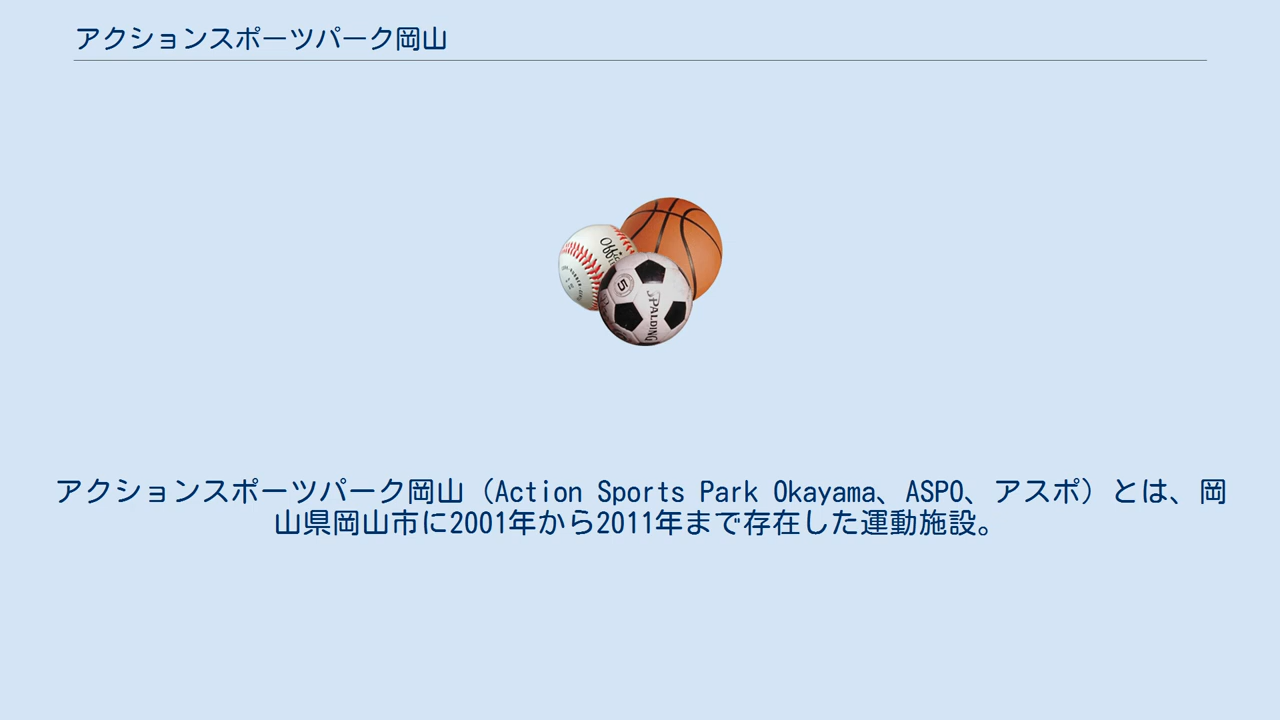 アクションスポーツパーク岡山
5
SPALDING
アクションスポーツパーク岡山（Action Sports Park Okayama、ASPO、アスポ）とは、岡
山県岡山市に2001年から2011年まで存在した運動施設。